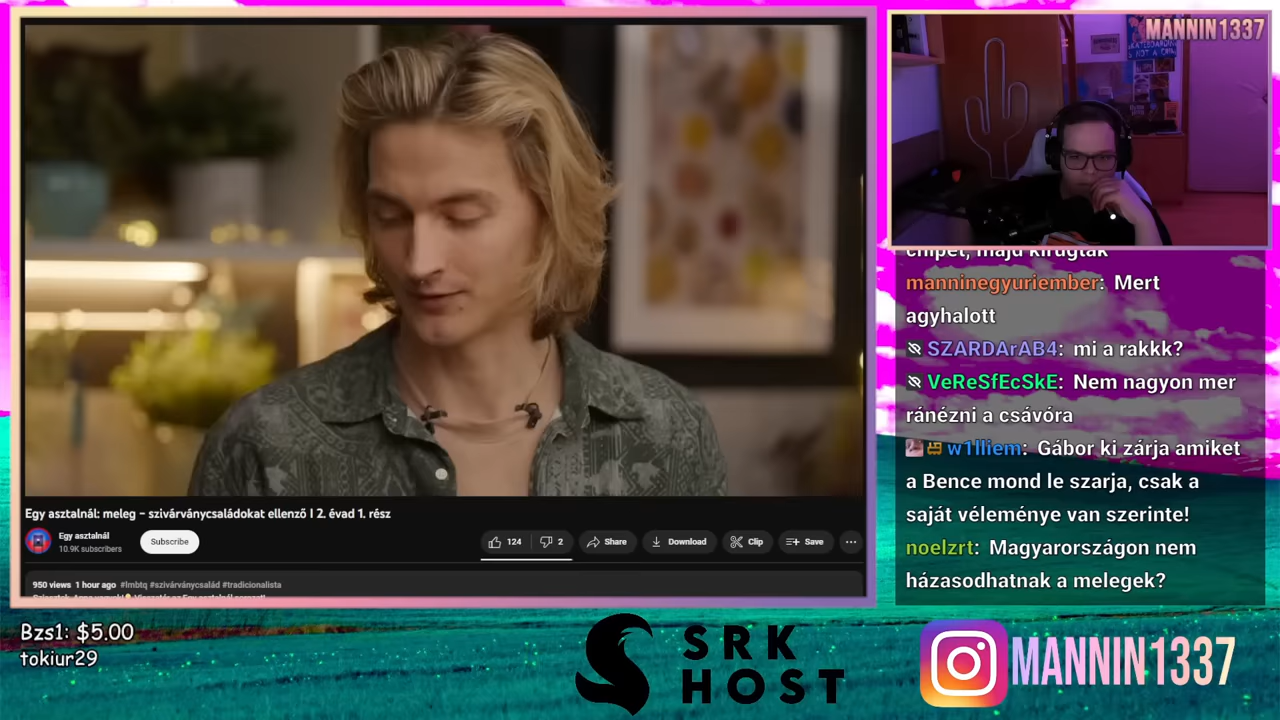 MANNIN1337
chipet, majd kirúgták
manninegyuriember: Mert
agyhalott
SZARDArAB4: mi a rakkk?
VeReSfEcSkE: Nem nagyon mer
ránézni a csávóra
w1lliem: Gábor ki zárja amiket
a Bence mond le szarja, csak a
saját véleménye van szerinte!
noelzrt: Magyarországon nem
házasodhatnak a melegek?
Egy asztalnál: meleg - szivárványcsaládokat ellenző I 2. évad 1. rész
Egy asztalnál
10.9K subscribers
Subscribe
124
2
Share
Download
Clip
Save
950 views 1 hour ago #lmbtq #szivárványcsalád #tradicionalista
Bzs1: $5.00
tokiur29
SRK
HOST
MANNIN1337